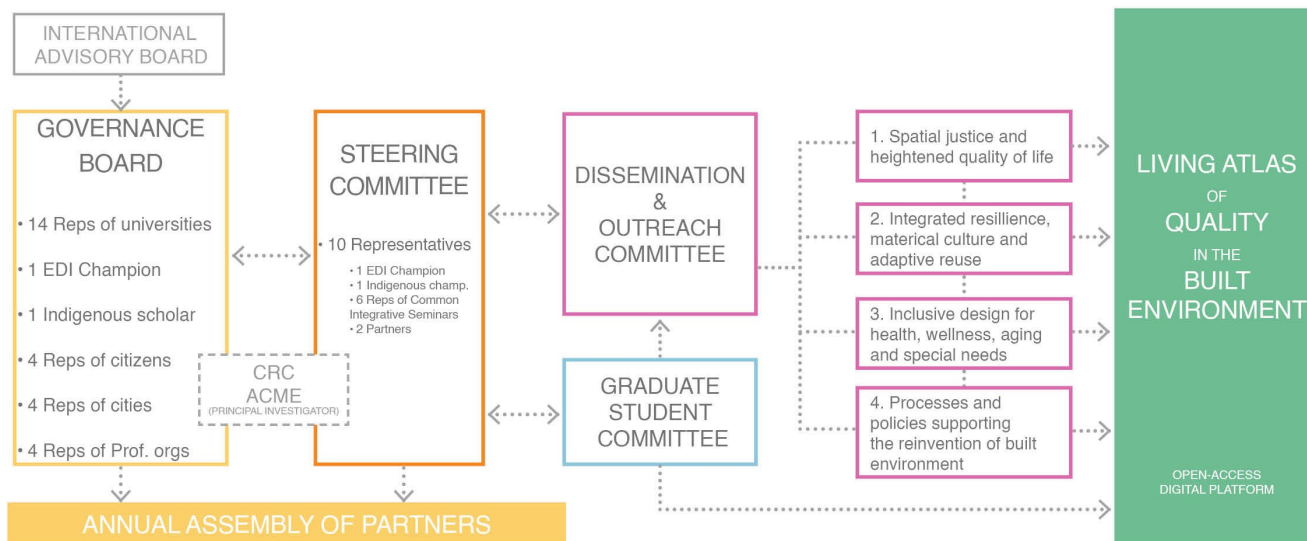 INTERNATIONAL
ADVISORY BOARD
GOVERNANCE
BOARD
• 14 Reps of universities
• 1 EDI Champion
• 1 Indigenous scholar
• 4 Reps of citizens
• 4 Reps of cities
• 4 Reps of Prof. orgs
CRC
ACME
(PRINCIPAL INVESTIGATOR)
STEERING
COMMITTEE
• 10 Representatives
• 1 EDI Champion
• 1 Indigenous champ.
• 6 Reps of Common
Integrative Seminars
• 2 Partners
DISSEMINATION
&
OUTREACH
COMMITTEE
GRADUATE
STUDENT
COMMITTEE
1. Spatial justice and
heightened quality of life
2. Integrated resillience,
materical culture and
adaptive reuse
3. Inclusive design for
health, wellness, aging
and special needs
4. Processes and
policies supporting
the reinvention of built
environment
LIVING ATLAS
OF
QUALITY
IN THE
BUILT
ENVIRONMENT
OPEN-ACCESS
DIGITAL PLATFORM
ANNUAL ASSEMBLY OF PARTNERS